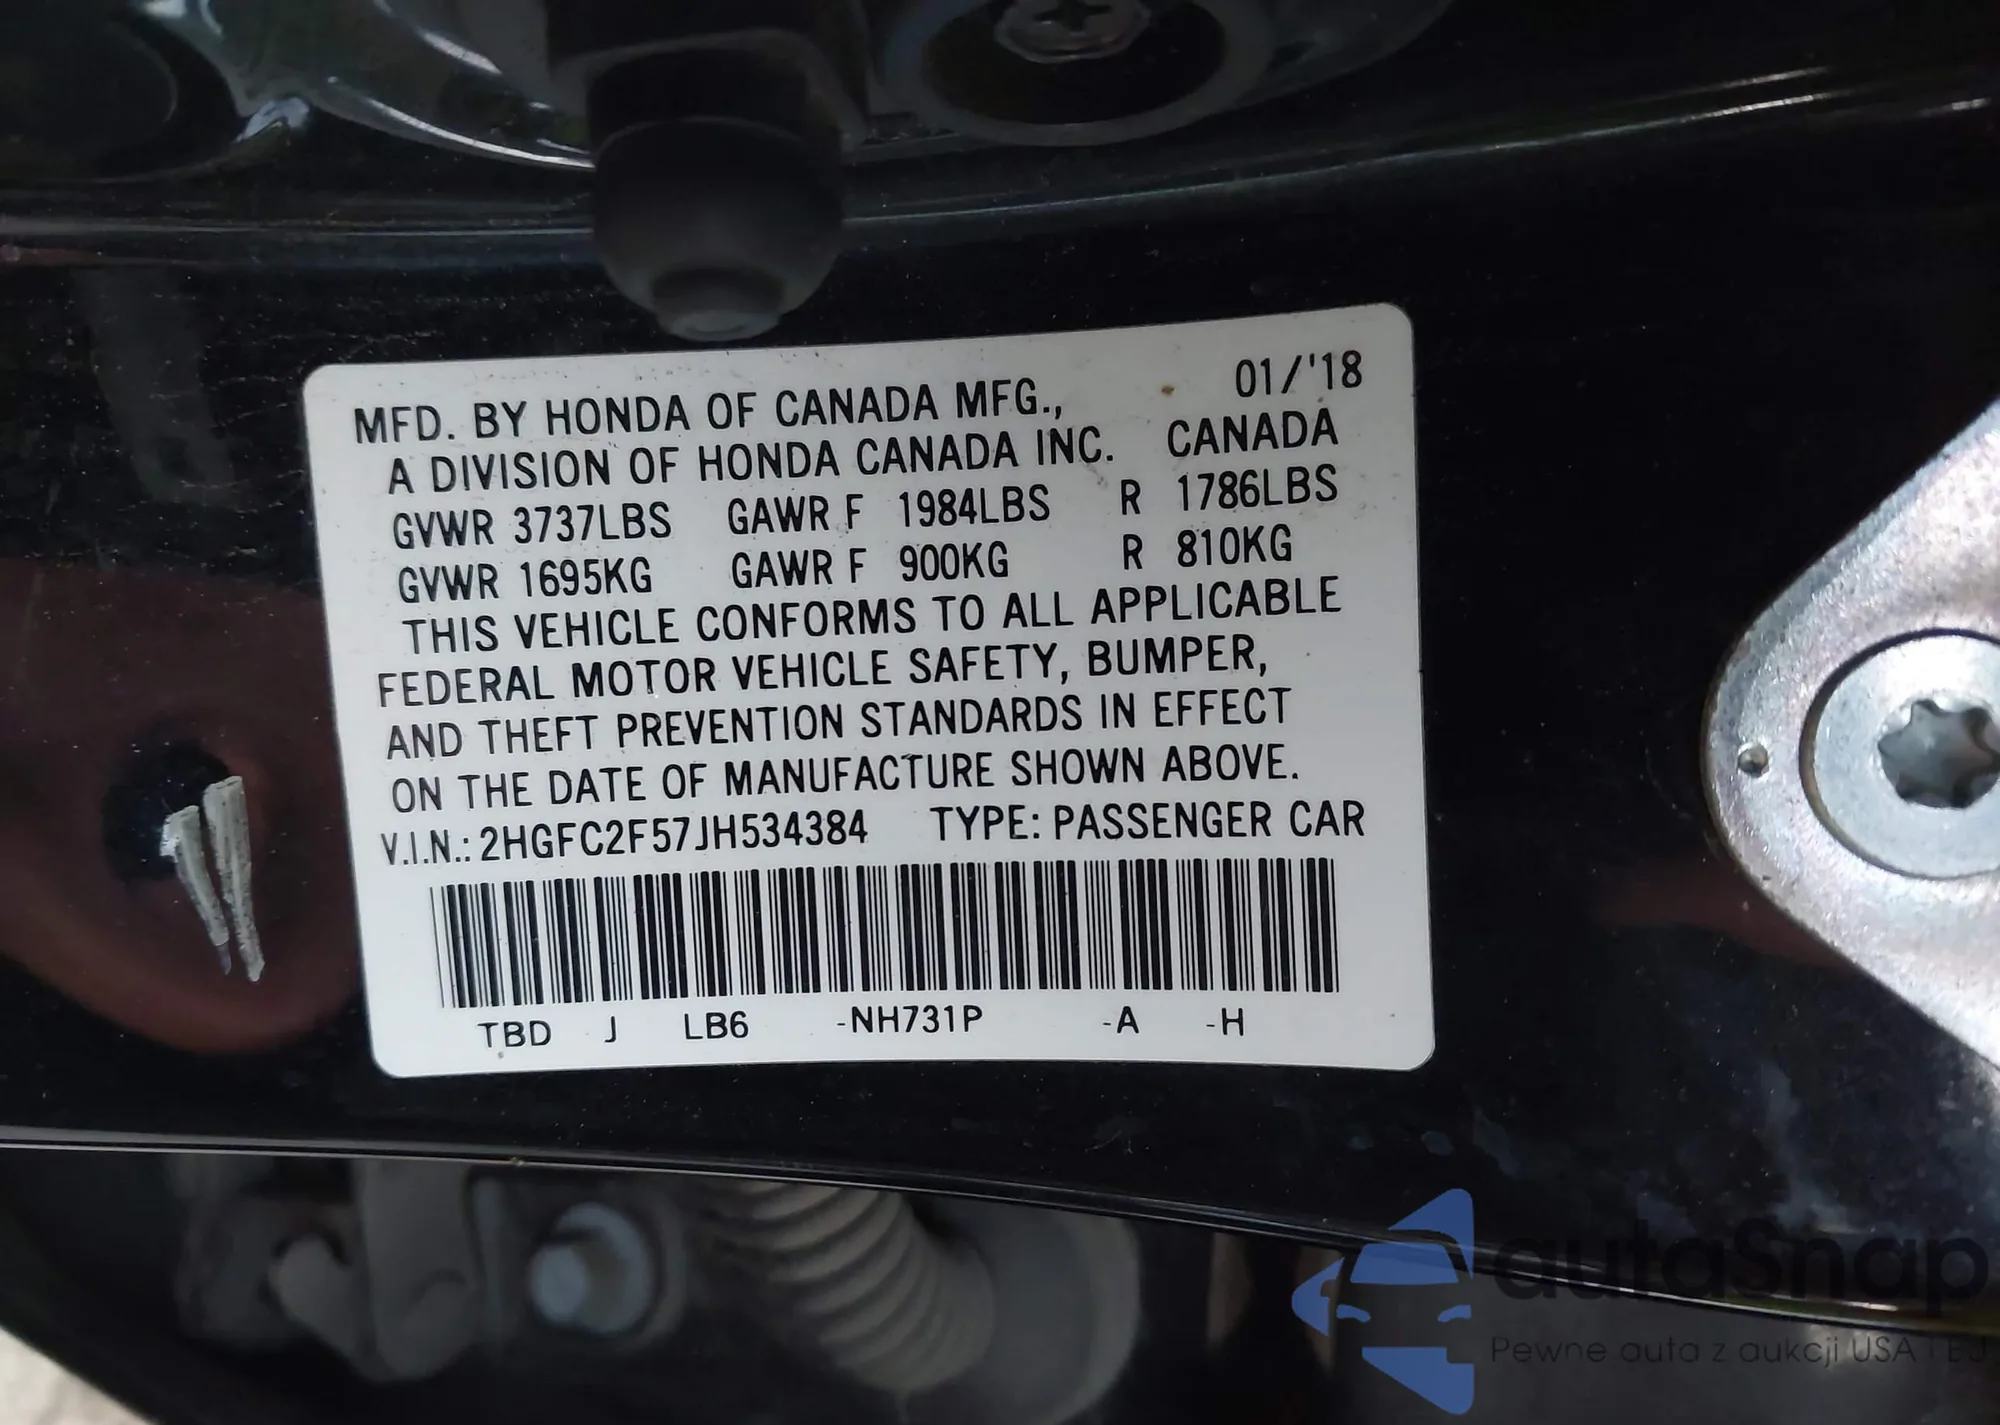 MFD. BY HONDA OF CANADA MFG., 01/'18
A DIVISION OF HONDA CANADA INC. CANADA
GVWR 3737LBS GAWR F 1984LBS R 1786LBS
GVWR 1695KG GAWR F 900KG R 810KG
THIS VEHICLE CONFORMS TO ALL APPLICABLE
FEDERAL MOTOR VEHICLE SAFETY, BUMPER,
AND THEFT PREVENTION STANDARDS IN EFFECT
ON THE DATE OF MANUFACTURE SHOWN ABOVE.
V.I.N.: 2HGFC2F57JH534384 TYPE: PASSENGER CAR
TBD J LB6 -NH731P -A -H
autaSnap
Pewne auta z aukcji USA i EU